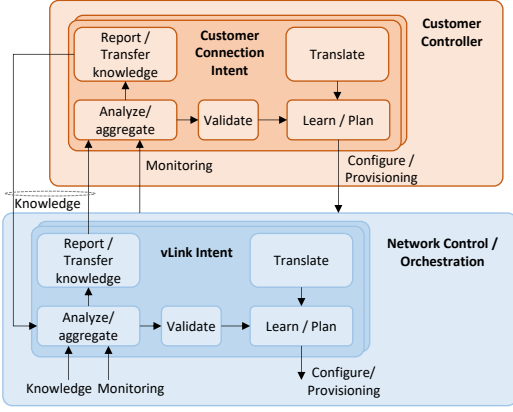 Report /
Transfer
knowledge
Customer
Connection
Intent
Translate
Customer
Controller
Analyze/
aggregate
Validate
Learn / Plan
Monitoring
Configure /
Provisioning
Knowledge
Report /
Transfer
knowledge
vLink Intent
Translate
Network Control /
Orchestration
Analyze/
aggregate
Validate
Learn / Plan
Knowledge
Monitoring
Configure/
Provisioning